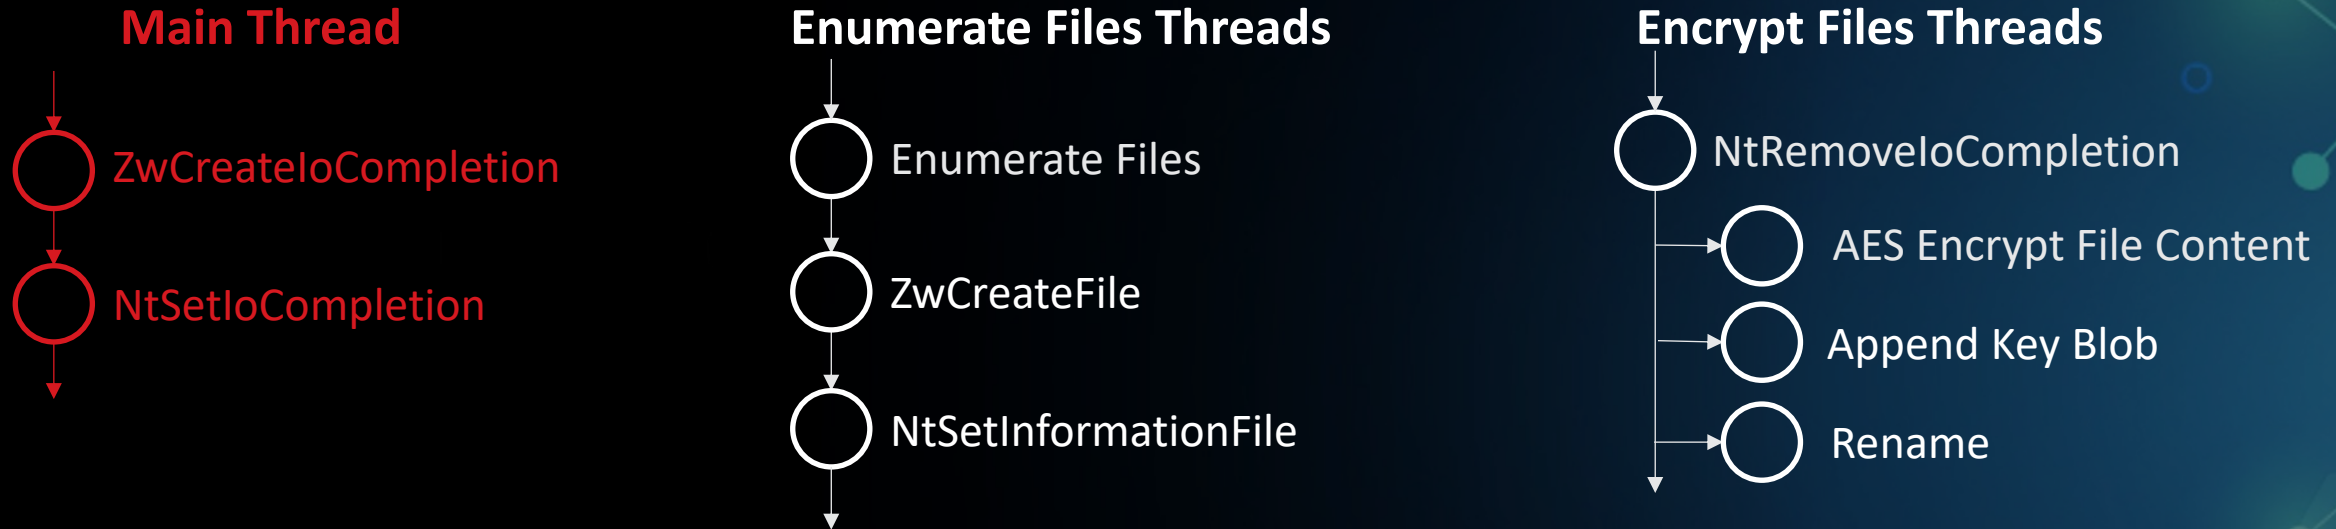 Main Thread
ZwCreateIoCompletion
NtSetIoCompletion
Enumerate Files Threads
Enumerate Files
ZwCreateFile
NtSetInformationFile
Encrypt Files Threads
NtRemoveIoCompletion
AES Encrypt File Content
Append Key Blob
Rename